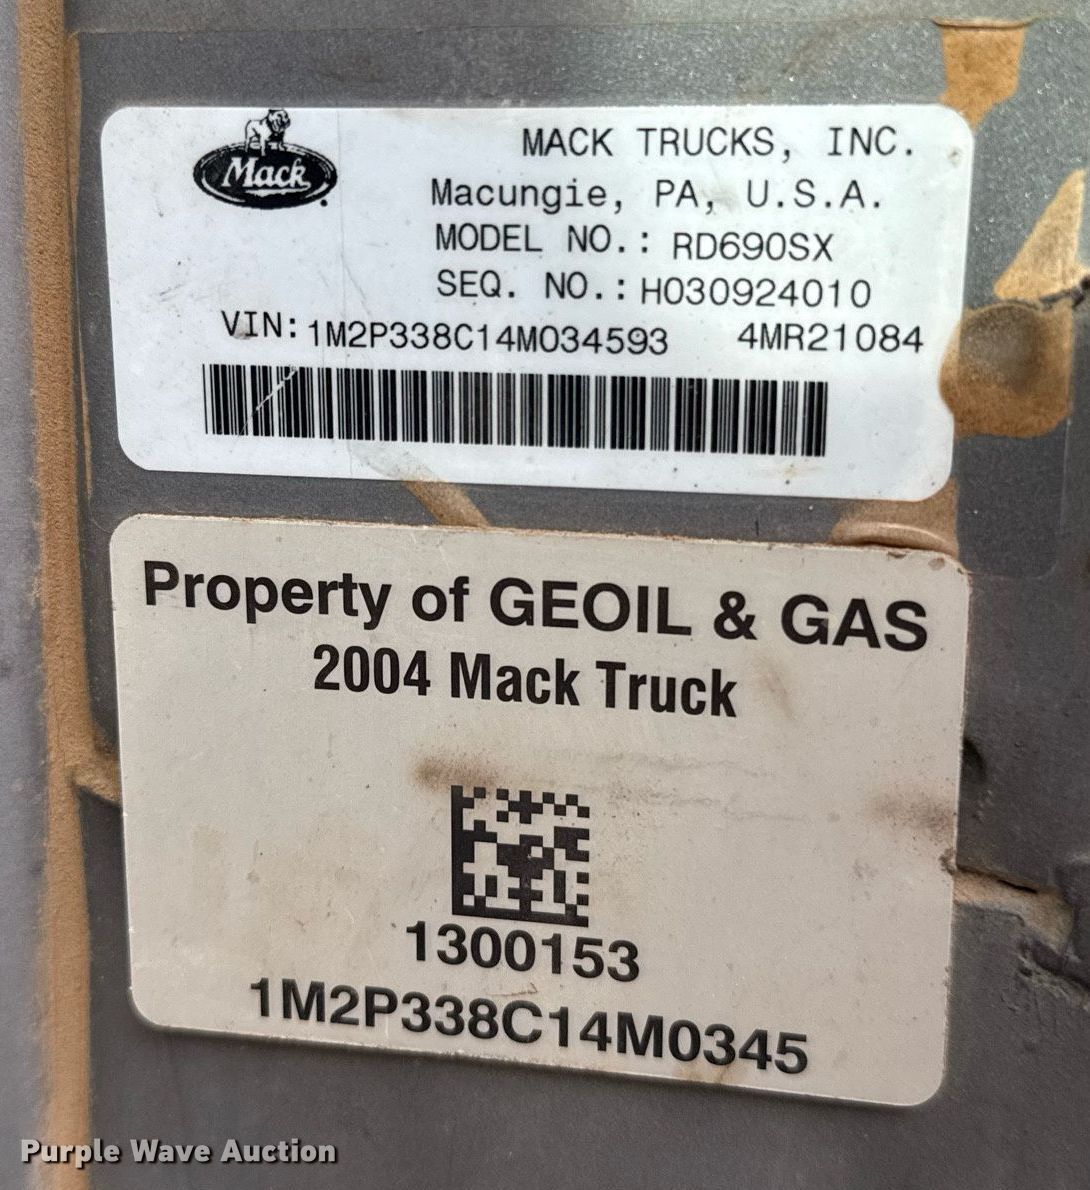 Mack
MACK TRUCKS, INC.
Macungie, PA, U.S.A.
MODEL NO.: RD690SX
SEQ. NO.: H030924010
VIN: 1M2P338C14M034593 4MR21084
Property of GEOIL & GAS
2004 Mack Truck
1300153
1M2P338C14M0345
Purple Wave Auction